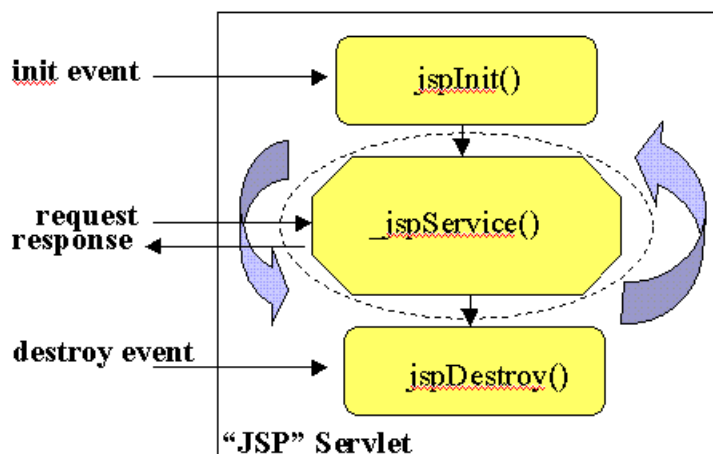 init event
jspInit()
request
response
_jspService()
destroy event
jspDestroy()
“JSP” Servlet